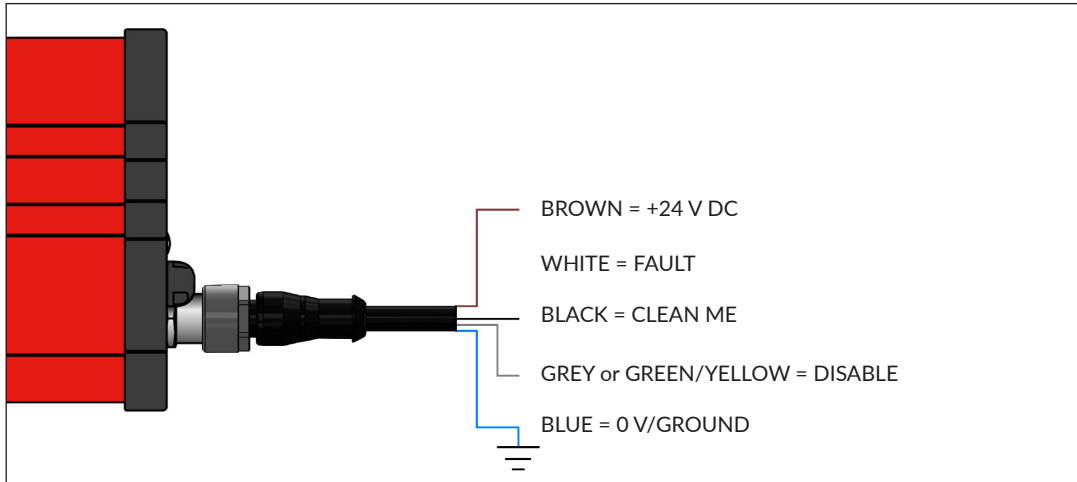 BROWN = +24 V DC
WHITE = FAULT
BLACK = CLEAN ME
GREY or GREEN/YELLOW = DISABLE
BLUE = 0 V/GROUND